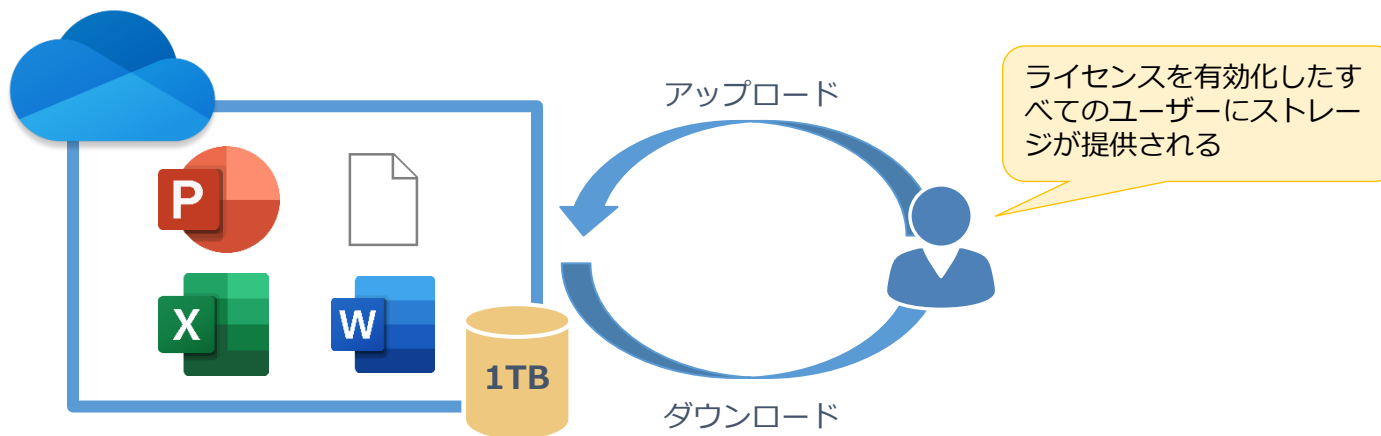 アップロード
ライセンスを有効化したす
べてのユーザーにストレー
ジが提供される
P
X
W
1TB
ダウンロード